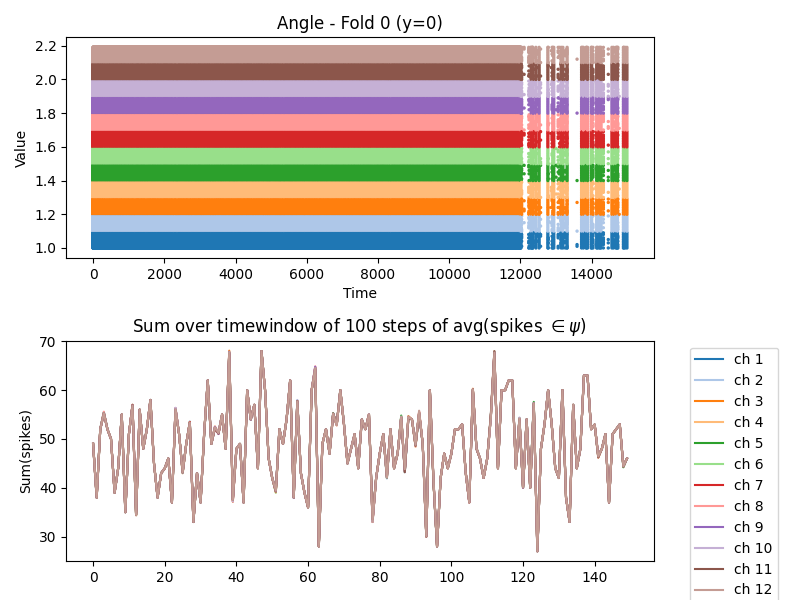 Angle - Fold 0 (y=0)
Value
2.2
2.0
1.8
1.6
1.4
1.2
1.0
0 2000 4000 6000 8000 10000 12000 14000
Time
Sum over timewindow of 100 steps of avg(spikes ∈ ψ)
Sum(spikes)
70
60
50
40
30
0 20 40 60 80 100 120 140
ch 1
ch 2
ch 3
ch 4
ch 5
ch 6
ch 7
ch 8
ch 9
ch 10
ch 11
ch 12